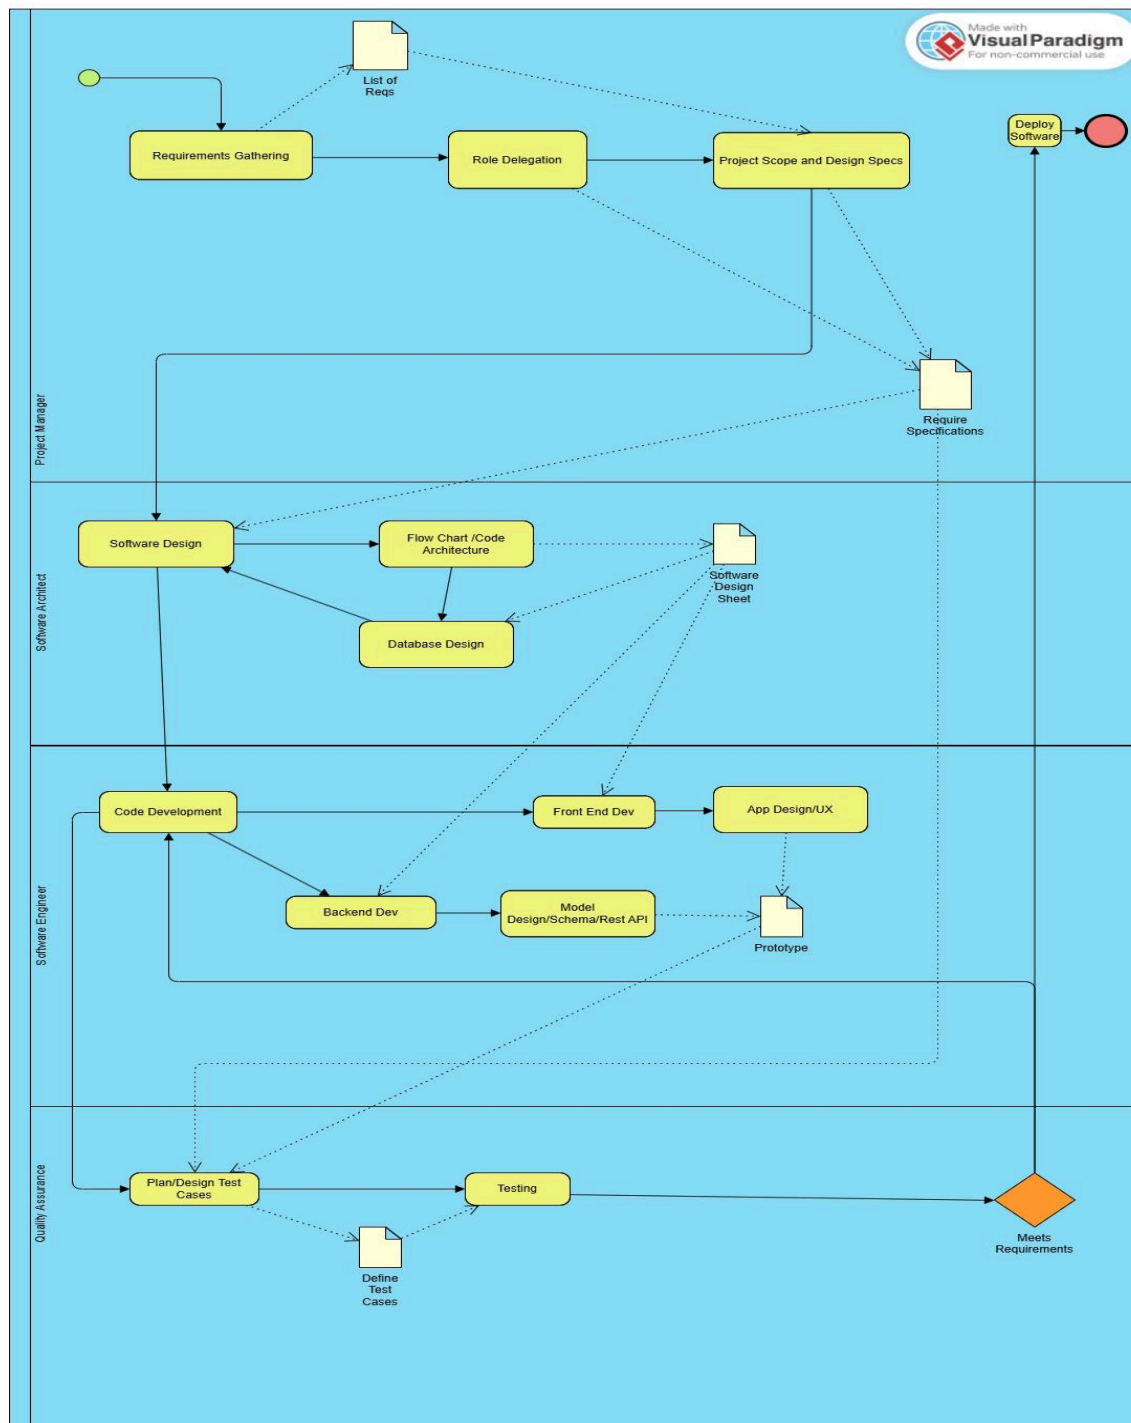 Made with
Visual Paradigm
For non-commercial use
List of
Reqs
Requirements Gathering
Role Delegation
Project Scope and Design Specs
Deploy
Software
Require
Specifications
Project Manager
Software Design
Flow Chart /Code
Architecture
Software
Design
Sheet
Database Design
Software Architect
Code Development
Front End Dev
App Design/UX
Backend Dev
Model
Design/Schema/Rest API
Prototype
Software Engineer
Plan/Design Test
Cases
Testing
Meets
Requirements
Define
Test
Cases
Quality Assurance